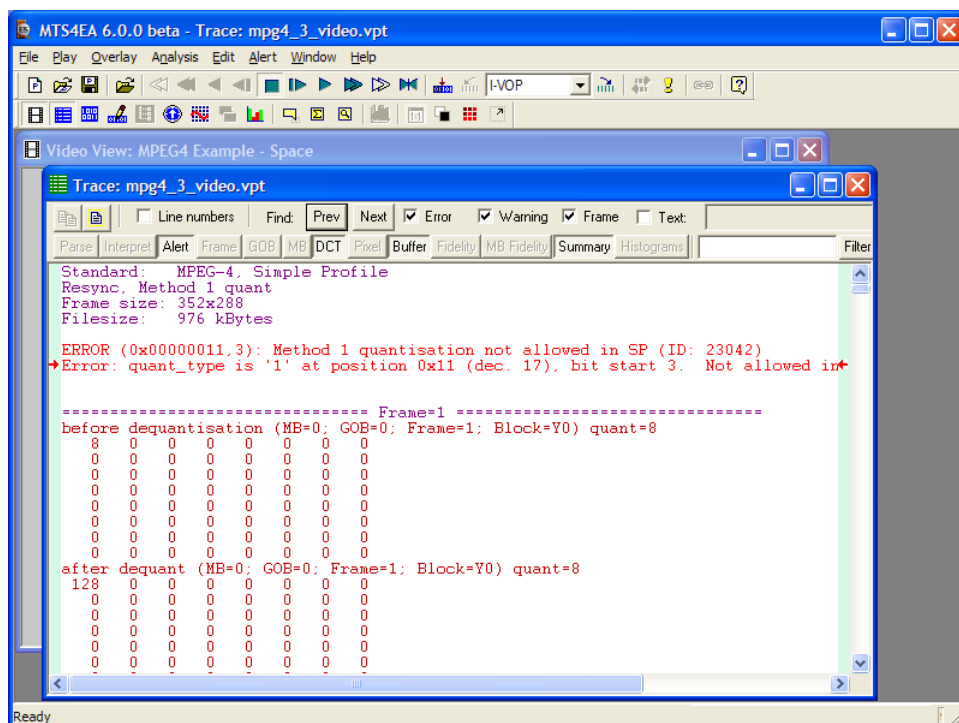 MTS4EA 6.0.0 beta - Trace: mpg4_3_video.vpt
File Play Overlay Analysis Edit Alert Window Help
I-VOP
Video View: MPEG4 Example - Space
Trace: mpg4_3_video.vpt
Line numbers Find: Prev Next Error Warning Frame Text:
Parse Interpret Alert Frame GOB MB DCT Pixel Buffer Fidelity MB Fidelity Summary Histograms Filter
Standard: MPEG-4, Simple Profile
Resync, Method 1 quant
Frame size: 352x288
Filesize: 976 kBytes
ERROR (0x00000011,3): Method 1 quantisation not allowed in SP (ID: 23042)
Error: quant_type is '1' at position 0x11 (dec. 17), bit start 3. Not allowed in
================================ Frame=1 ================================
before dequantisation (MB=0; GOB=0; Frame=1; Block=Y0) quant=8
8 0 0 0 0 0 0 0
0 0 0 0 0 0 0 0
0 0 0 0 0 0 0 0
0 0 0 0 0 0 0 0
0 0 0 0 0 0 0 0
0 0 0 0 0 0 0 0
0 0 0 0 0 0 0 0
0 0 0 0 0 0 0 0
after dequant (MB=0; GOB=0; Frame=1; Block=Y0) quant=8
128 0 0 0 0 0 0 0
0 0 0 0 0 0 0 0
0 0 0 0 0 0 0 0
0 0 0 0 0 0 0 0
0 0 0 0 0 0 0 0
0 0 0 0 0 0 0 0
Ready